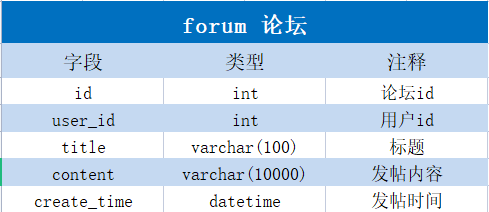 forum 论坛
字段 类型 注释
id int 论坛id
user_id int 用户id
title varchar(100) 标题
content varchar(10000) 发帖内容
create_time datetime 发帖时间